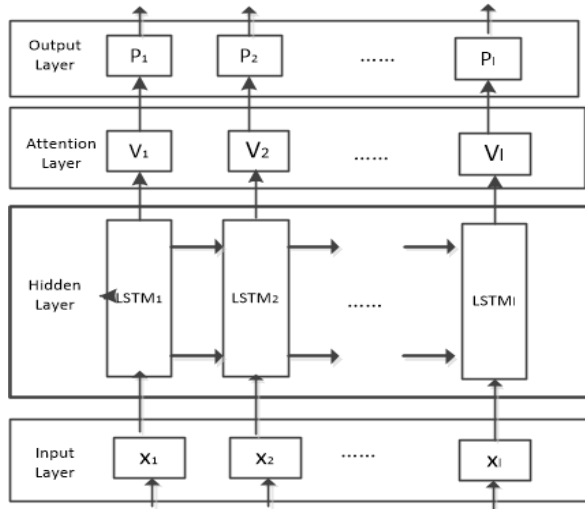 Output
Layer
P₁ P₂ ...... Pₗ
Attention
Layer
V₁ V₂ ...... Vₗ
Hidden
Layer
LSTM₁ LSTM₂ ...... LSTMₗ
Input
Layer
X₁ X₂ ...... Xₗ